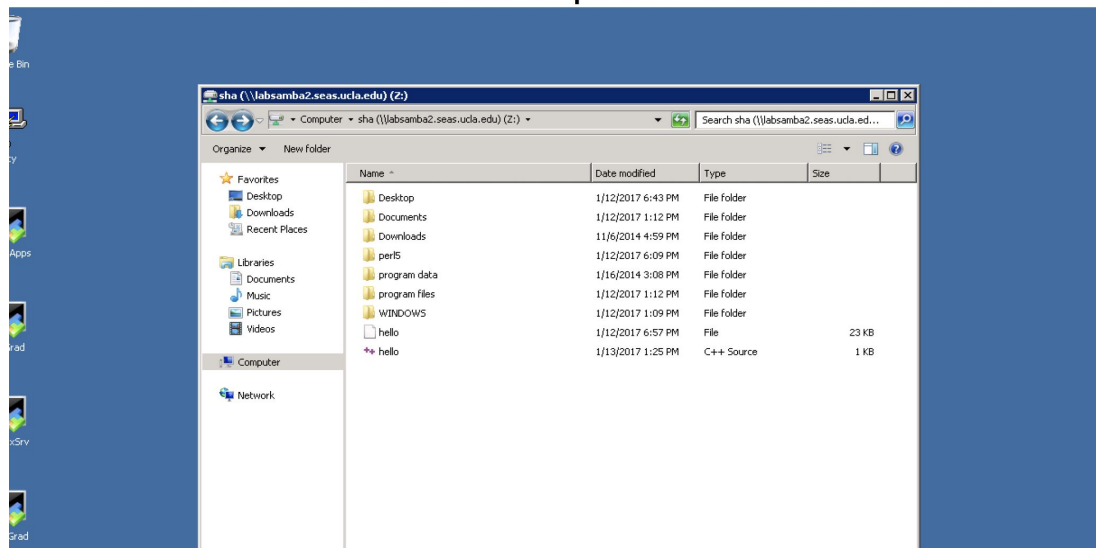 e Bin
cy
Apps
rad
xSrv
Grad
sha (\\labsamba2.seas.ucla.edu) (Z:)
Computer sha (\\labsamba2.seas.ucla.edu) (Z:)
Search sha (\\labsamba2.seas.ucla.ed...
Organize New folder
Favorites
Desktop
Downloads
Recent Places
Libraries
Documents
Music
Pictures
Videos
Computer
Network
Name Date modified Type Size
Desktop 1/12/2017 6:43 PM File folder
Documents 1/12/2017 1:12 PM File folder
Downloads 11/6/2014 4:59 PM File folder
perl5 1/12/2017 6:09 PM File folder
program data 1/16/2014 3:08 PM File folder
program files 1/12/2017 1:12 PM File folder
WINDOWS 1/12/2017 1:09 PM File folder
hello 1/12/2017 6:57 PM File 23 KB
hello 1/13/2017 1:25 PM C++ Source 1 KB